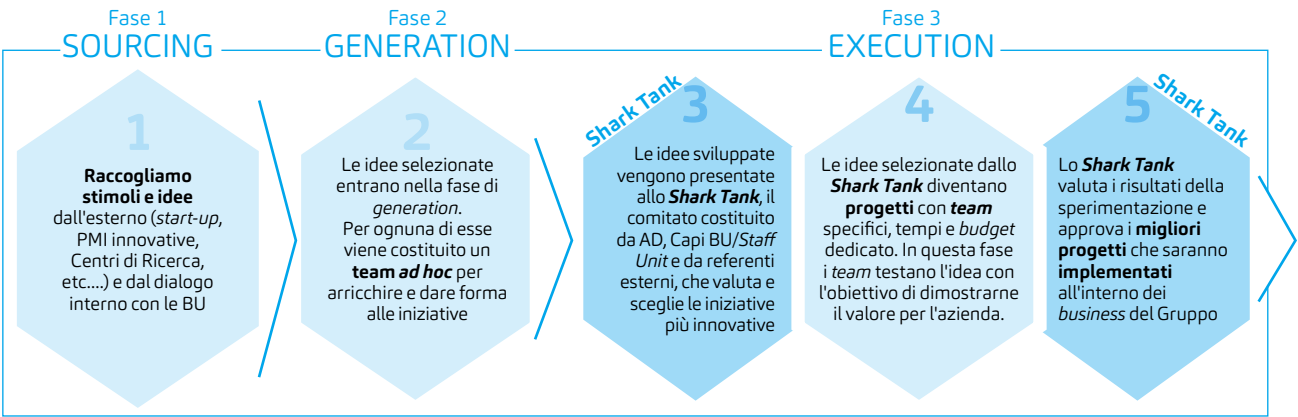 Fase 1
SOURCING
Fase 2
GENERATION
Fase 3
EXECUTION
1
Raccogliamo
stimoli e idee
dall'esterno (start-up,
PMI innovative,
Centri di Ricerca,
etc....) e dal dialogo
interno con le BU
2
Le idee selezionate
entrano nella fase di
generation.
Per ognuna di esse
viene costituito un
team ad hoc per
arricchire e dare forma
alle iniziative
Shark Tank
3
Le idee sviluppate
vengono presentate
allo Shark Tank, il
comitato costituito
da AD, Capi BU/Staff
Unit e da referenti
esterni, che valuta e
sceglie le iniziative
più innovative
4
Le idee selezionate dallo
Shark Tank diventano
progetti con team
specifici, tempi e budget
dedicato. In questa fase
i team testano l'idea con
l'obiettivo di dimostrarne
il valore per l'azienda.
5
Shark Tank
Lo Shark Tank
valuta i risultati della
sperimentazione e
approva i migliori
progetti che saranno
implementati
all'interno dei
business del Gruppo